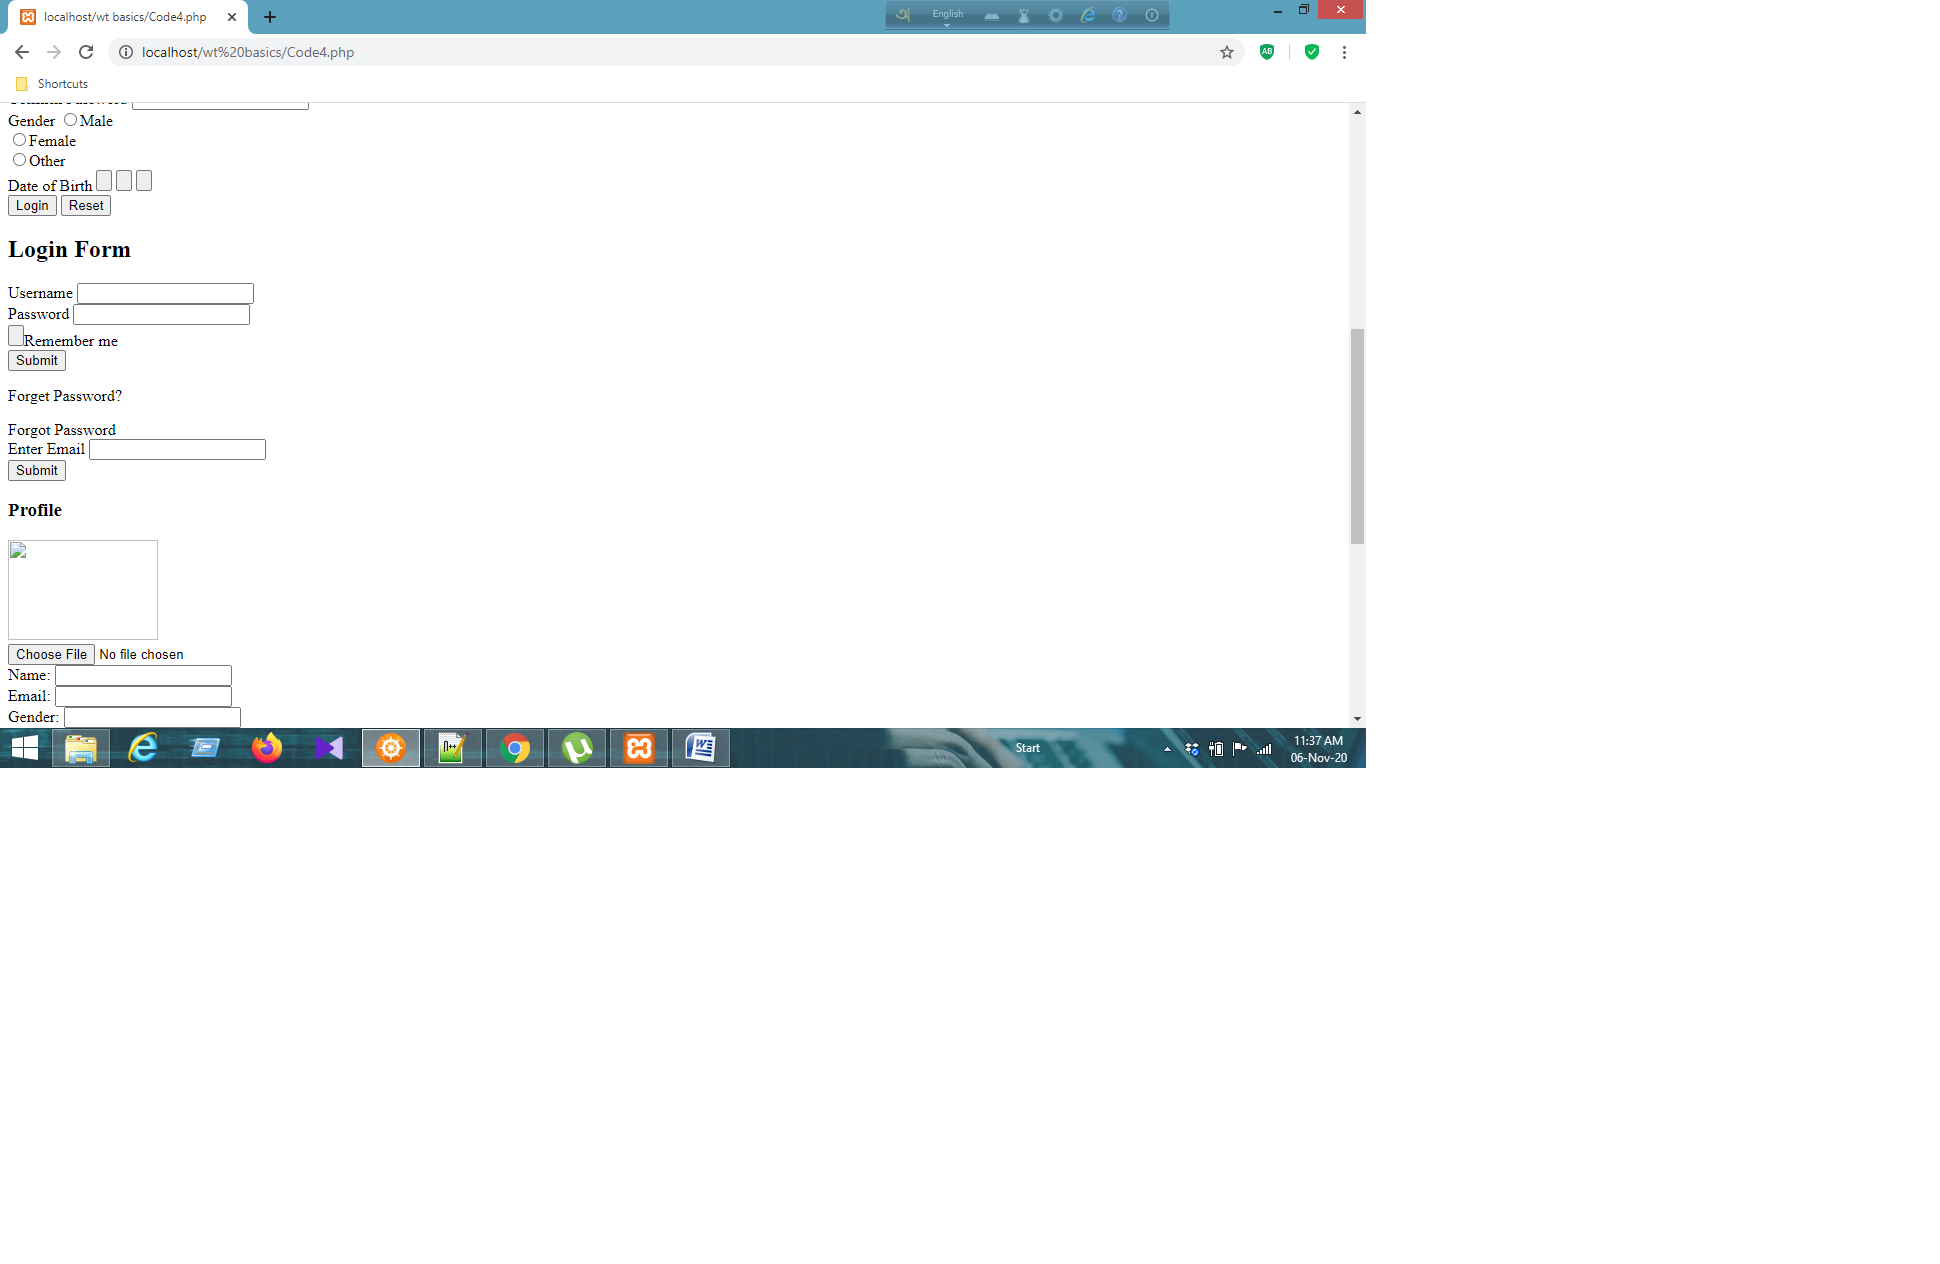 localhost/wt basics/Code4.php
English
localhost/wt%20basics/Code4.php
AB
Shortcuts
Gender Male
Female
Other
Date of Birth
Login Reset
Login Form
Username
Password
Remember me
Submit
Forget Password?
Forgot Password
Enter Email
Submit
Profile
Choose File No file chosen
Name:
Email:
Gender:
Start
11:37 AM
06-Nov-20